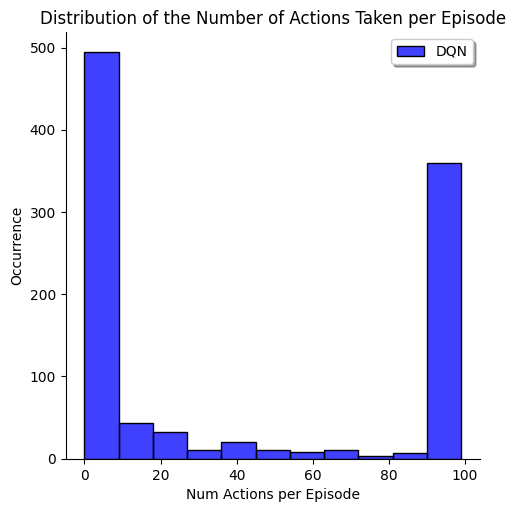 Distribution of the Number of Actions Taken per Episode
DQN
500
400
300
200
100
0
Occurrence
0 20 40 60 80 100
Num Actions per Episode